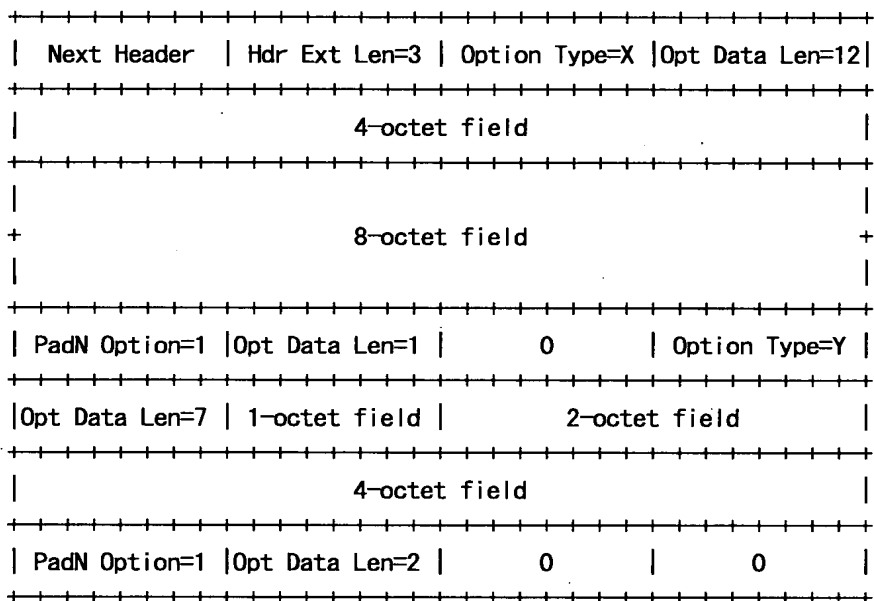 | Next Header | Hdr Ext Len=3 | Option Type=X |Opt Data Len=12|
| 4-octet field |
| 8-octet field |
| PadN Option=1 |Opt Data Len=1 | 0 | Option Type=Y |
|Opt Data Len=7 | 1-octet field | 2-octet field |
| 4-octet field |
| PadN Option=1 |Opt Data Len=2 | 0 | 0 |